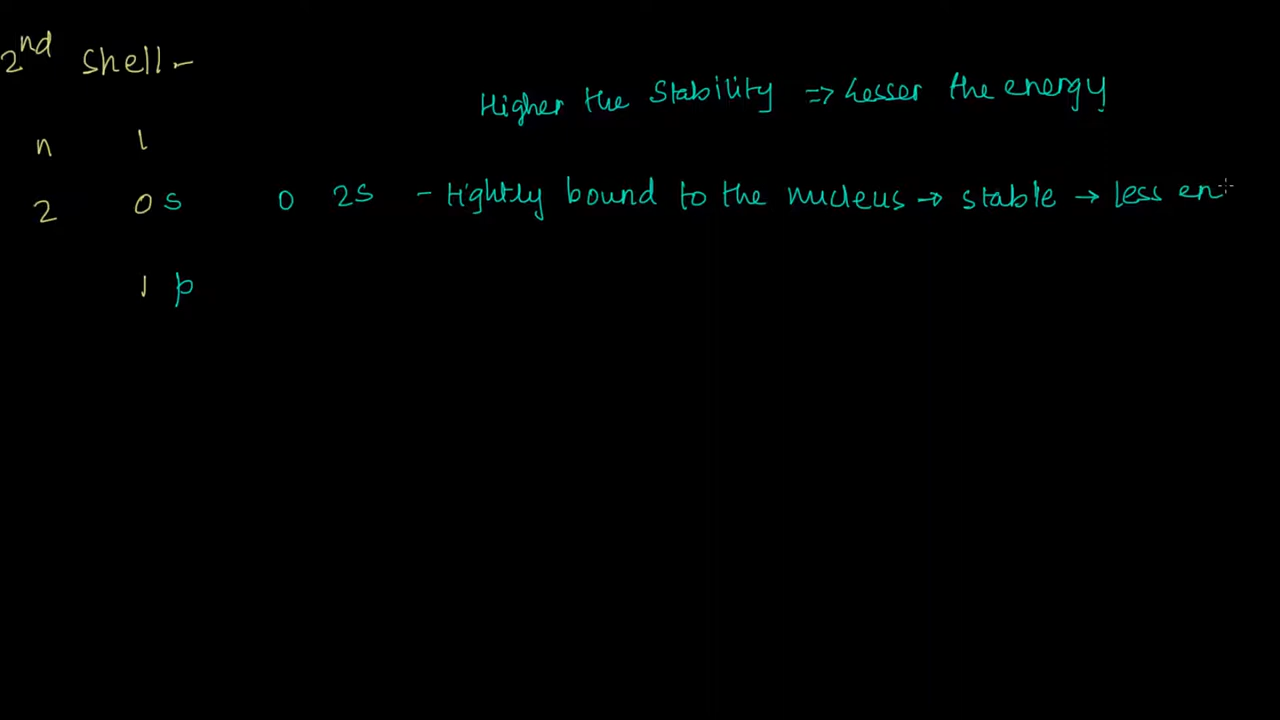 2nd Shell -
Higher the Stability => Lesser the energy
n l
2 0 s 0 2s - tightly bound to the nucleus → stable → less en
1 p